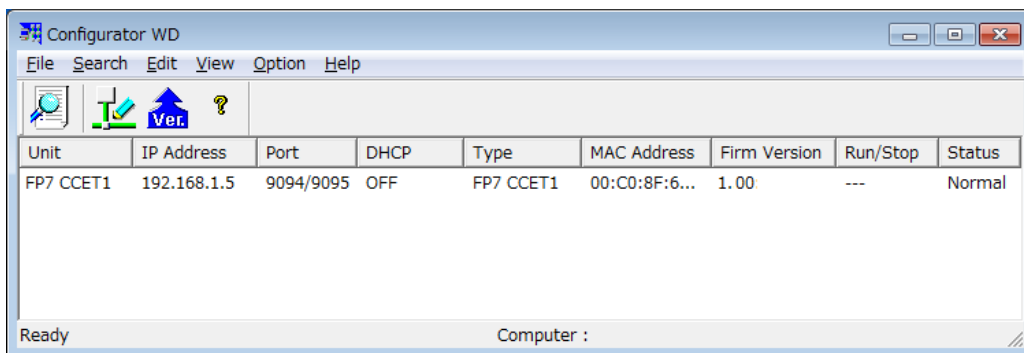 Configurator WD
File Search Edit View Option Help
Ver. ?
Unit IP Address Port DHCP Type MAC Address Firm Version Run/Stop Status
FP7 CCET1 192.168.1.5 9094/9095 OFF FP7 CCET1 00:C0:8F:6... 1.00 --- Normal
Ready Computer :